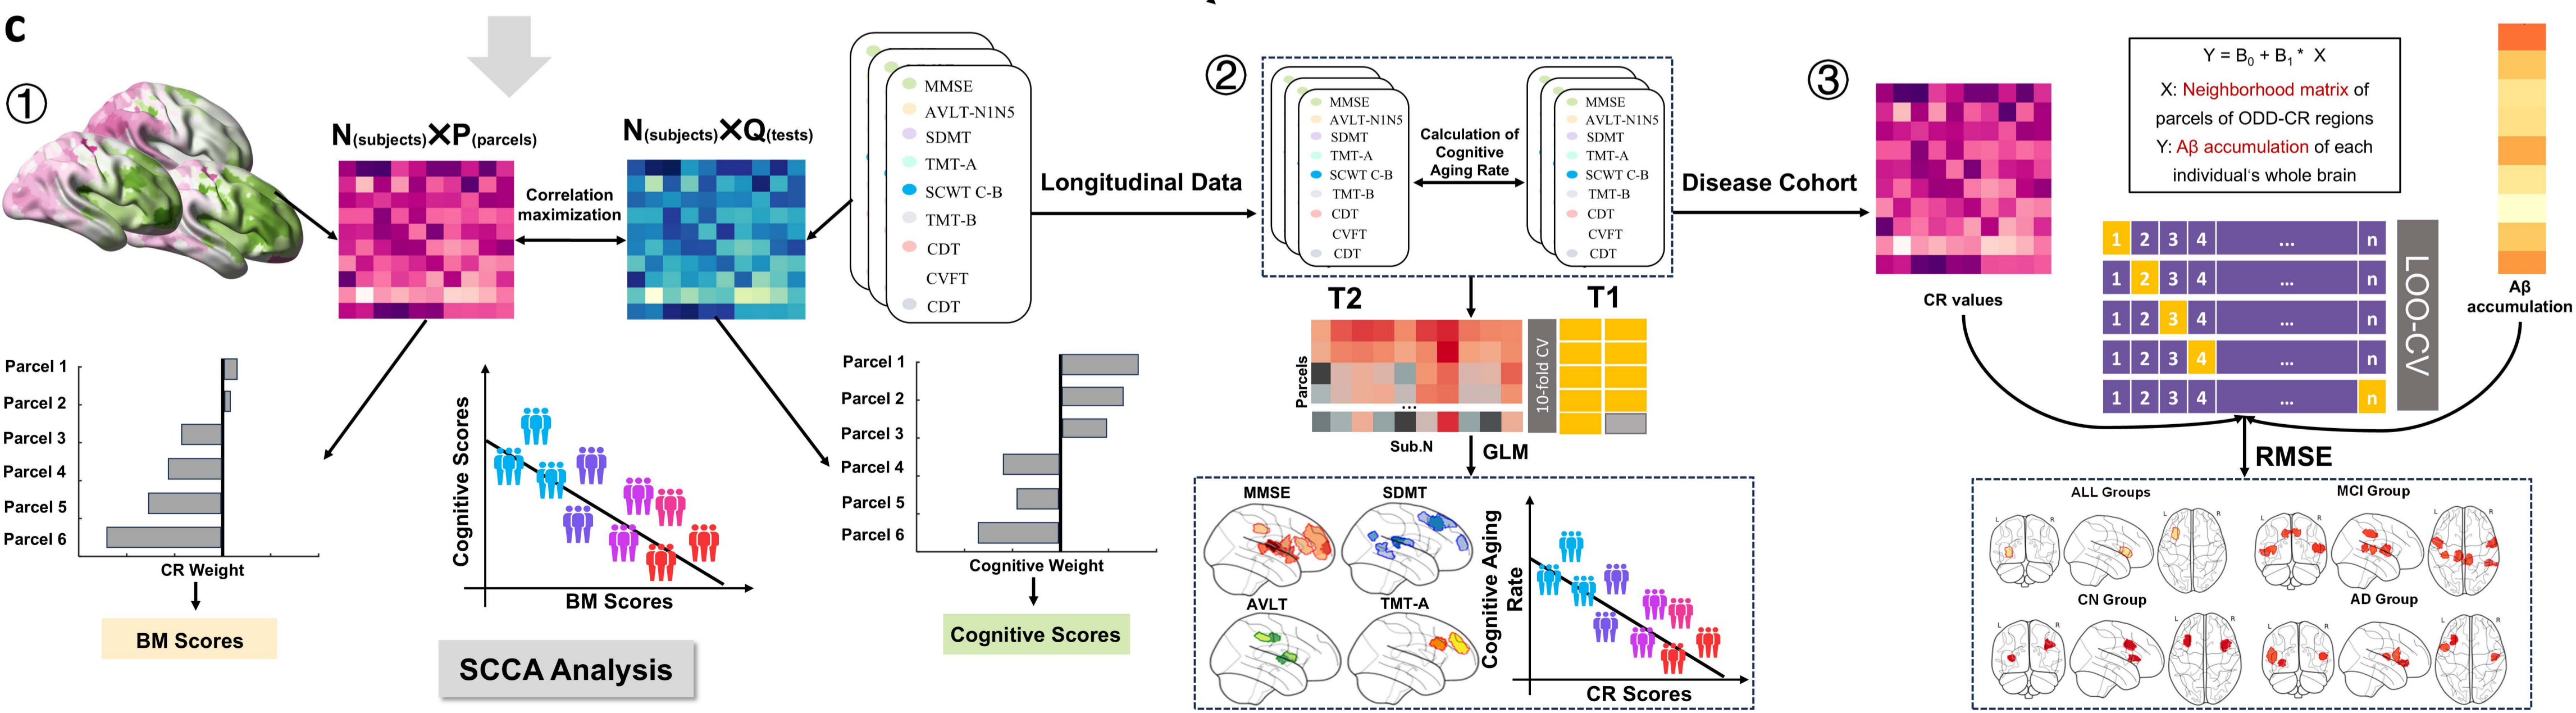 c
①
N(subjects)×P(parcels)
Correlation
maximization
N(subjects)×Q(tests)
MMSE
AVLT-N1N5
SDMT
TMT-A
SCWT C-B
TMT-B
CDT
CVFT
CDT
Parcel 1
Parcel 2
Parcel 3
Parcel 4
Parcel 5
Parcel 6
CR Weight
BM Scores
Cognitive Scores
BM Scores
SCCA Analysis
Parcel 1
Parcel 2
Parcel 3
Parcel 4
Parcel 5
Parcel 6
Cognitive Weight
Cognitive Scores
Longitudinal Data
②
MMSE
AVLT-N1N5
SDMT
TMT-A
SCWT C-B
TMT-B
CDT
CVFT
CDT
Calculation of
Cognitive
Aging Rate
MMSE
AVLT-N1N5
SDMT
TMT-A
SCWT C-B
TMT-B
CDT
CVFT
CDT
T2
T1
Parcels
...
10-fold CV
Sub.N
GLM
MMSE
SDMT
AVLT
TMT-A
Cognitive Aging
Rate
CR Scores
Disease Cohort
③
CR values
Y = B0 + B1 * X
X: Neighborhood matrix of
parcels of ODD-CR regions
Y: Aβ accumulation of each
individual's whole brain
1 2 3 4 ... n
1 2 3 4 ... n
1 2 3 4 ... n
1 2 3 4 ... n
1 2 3 4 ... n
LOO-CV
Aβ
accumulation
RMSE
ALL Groups
L R L R
MCI Group
L R L R
CN Group
L R L R
AD Group
L R L R